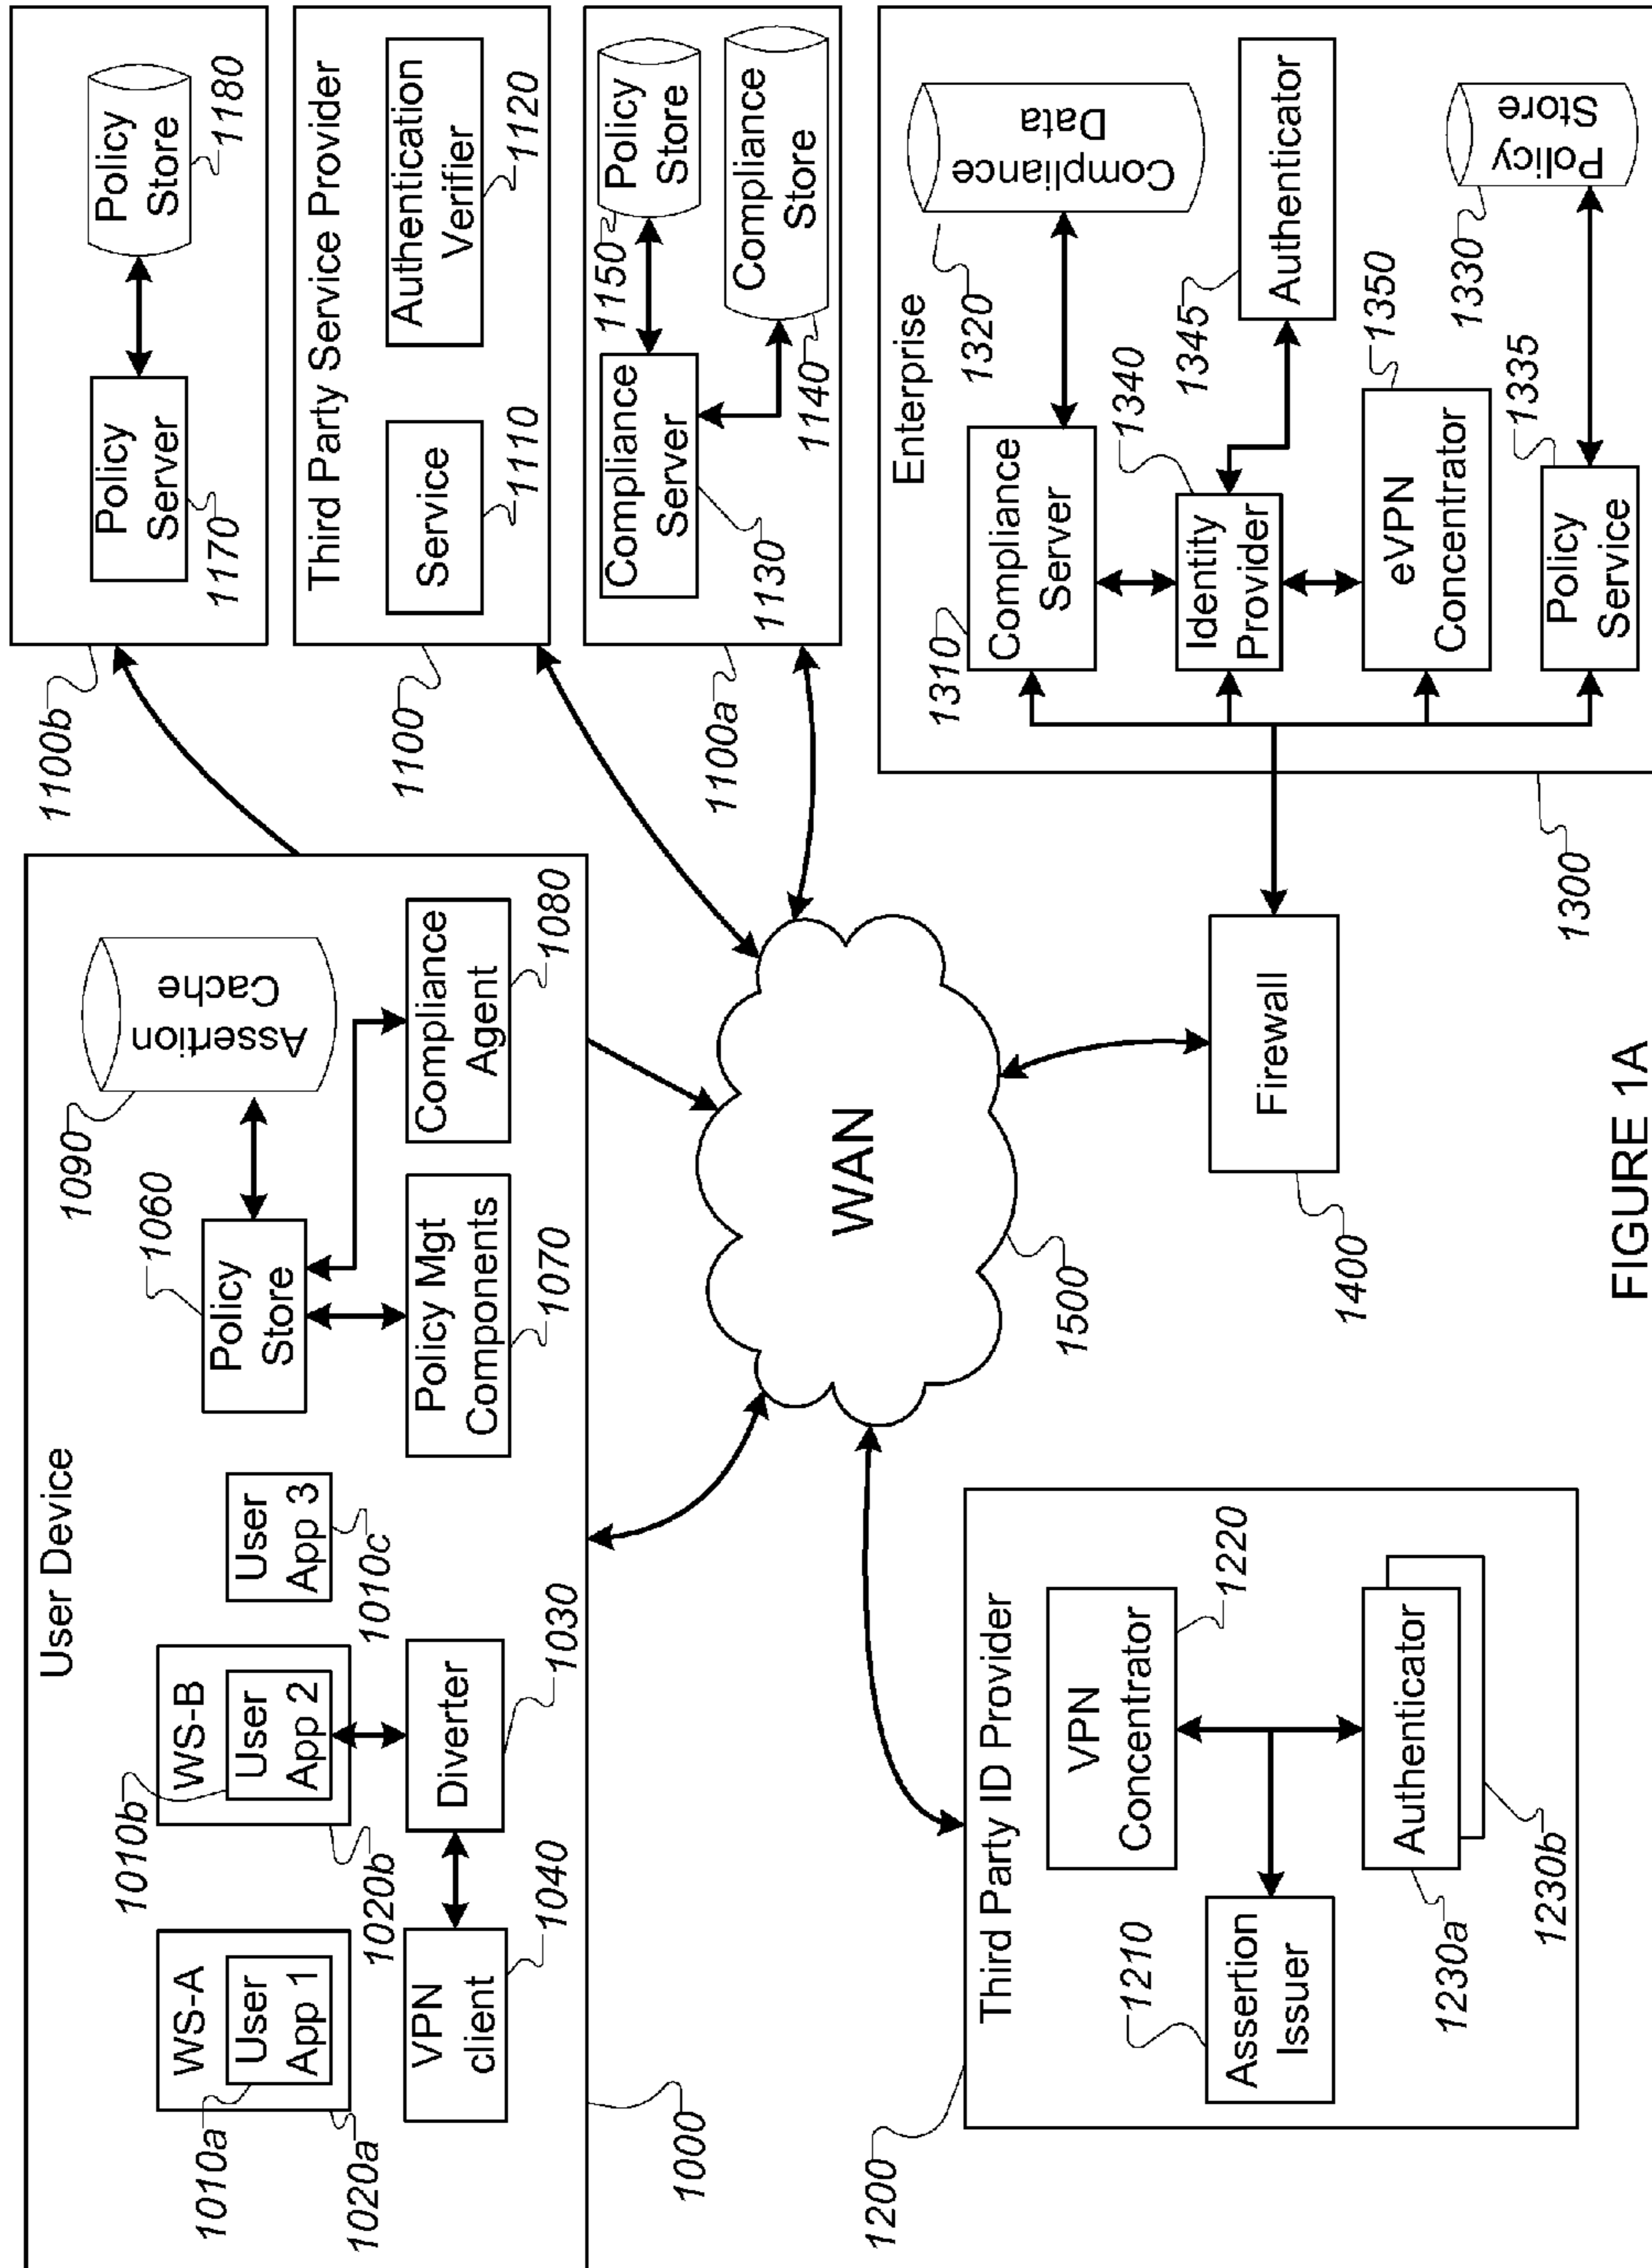 User Device
WS-A
User
App 1
1010a
1020a
WS-B
User
App 2
1010b
1020b
User
App 3
1010c
VPN
client
1040
Diverter
1030
1000
Policy
Store
1060
Assertion
Cache
1090
Policy Mgt
Components
1070
Compliance
Agent
1080
1100b
Policy
Server
1170
Policy
Store
1180
Third Party Service Provider
1100
Service
1110
Authentication
Verifier
1120
1100a
Compliance
Server
1130
1150
Policy
Store
Compliance
Store
1140
WAN
1500
Third Party ID Provider
1200
VPN
Concentrator
1220
1210
Assertion
Issuer
Authenticator
1230a
1230b
Firewall
1400
Enterprise
1300
1310
Compliance
Server
1320
Compliance
Data
Identity
Provider
1340
1345
Authenticator
eVPN
Concentrator
1350
Policy
Service
1335
1330
Policy
Store
FIGURE 1A